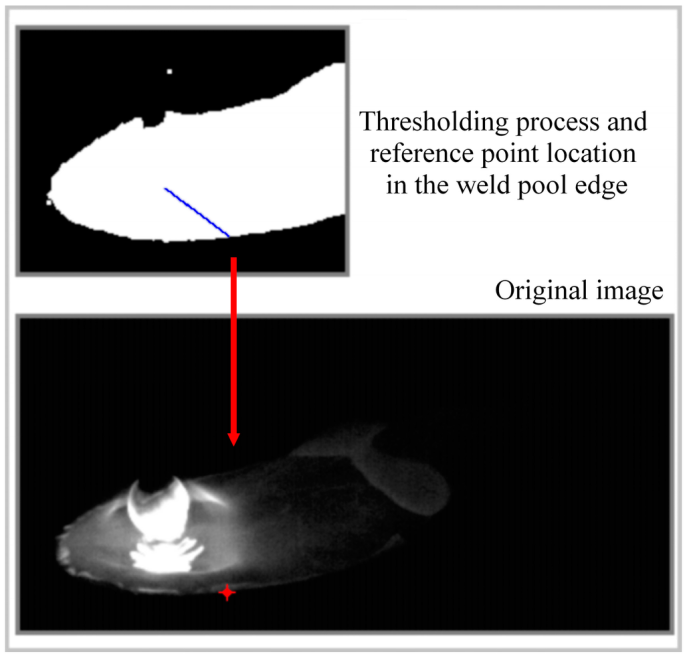 Thresholding process and
reference point location
in the weld pool edge
Original image